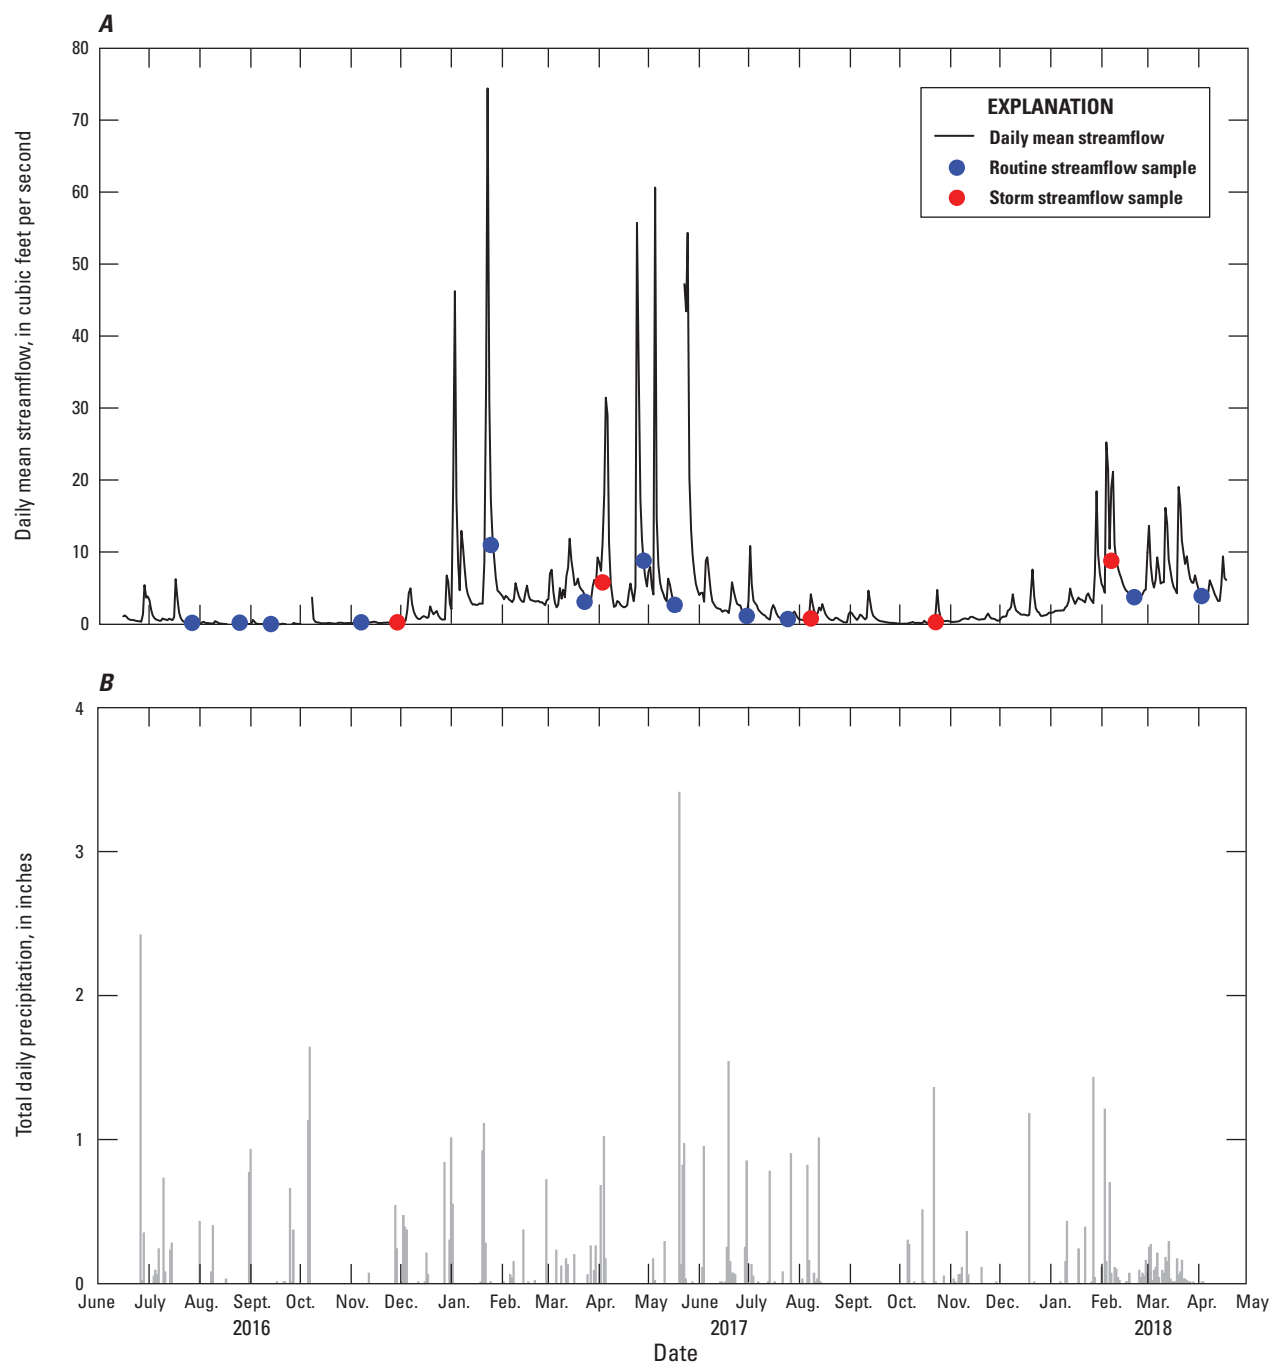 A
80
70
60
50
40
30
20
10
0
Daily mean streamflow, in cubic feet per second
EXPLANATION
Daily mean streamflow
Routine streamflow sample
Storm streamflow sample
B
4
3
2
1
0
Total daily precipitation, in inches
June July Aug. Sept. Oct. Nov. Dec. Jan. Feb. Mar. Apr. May June July Aug. Sept. Oct. Nov. Dec. Jan. Feb. Mar. Apr. May
2016 2017 2018
Date